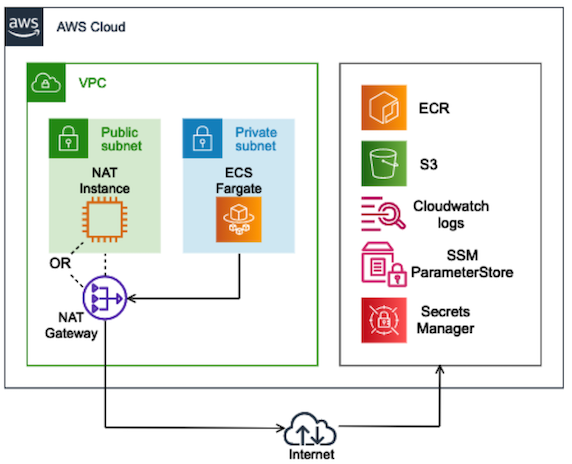 aws
AWS Cloud
VPC
Public
subnet
Private
subnet
NAT
Instance
ECS
Fargate
OR
NAT
Gateway
ECR
S3
Cloudwatch
logs
SSM
ParameterStore
Secrets
Manager
Internet